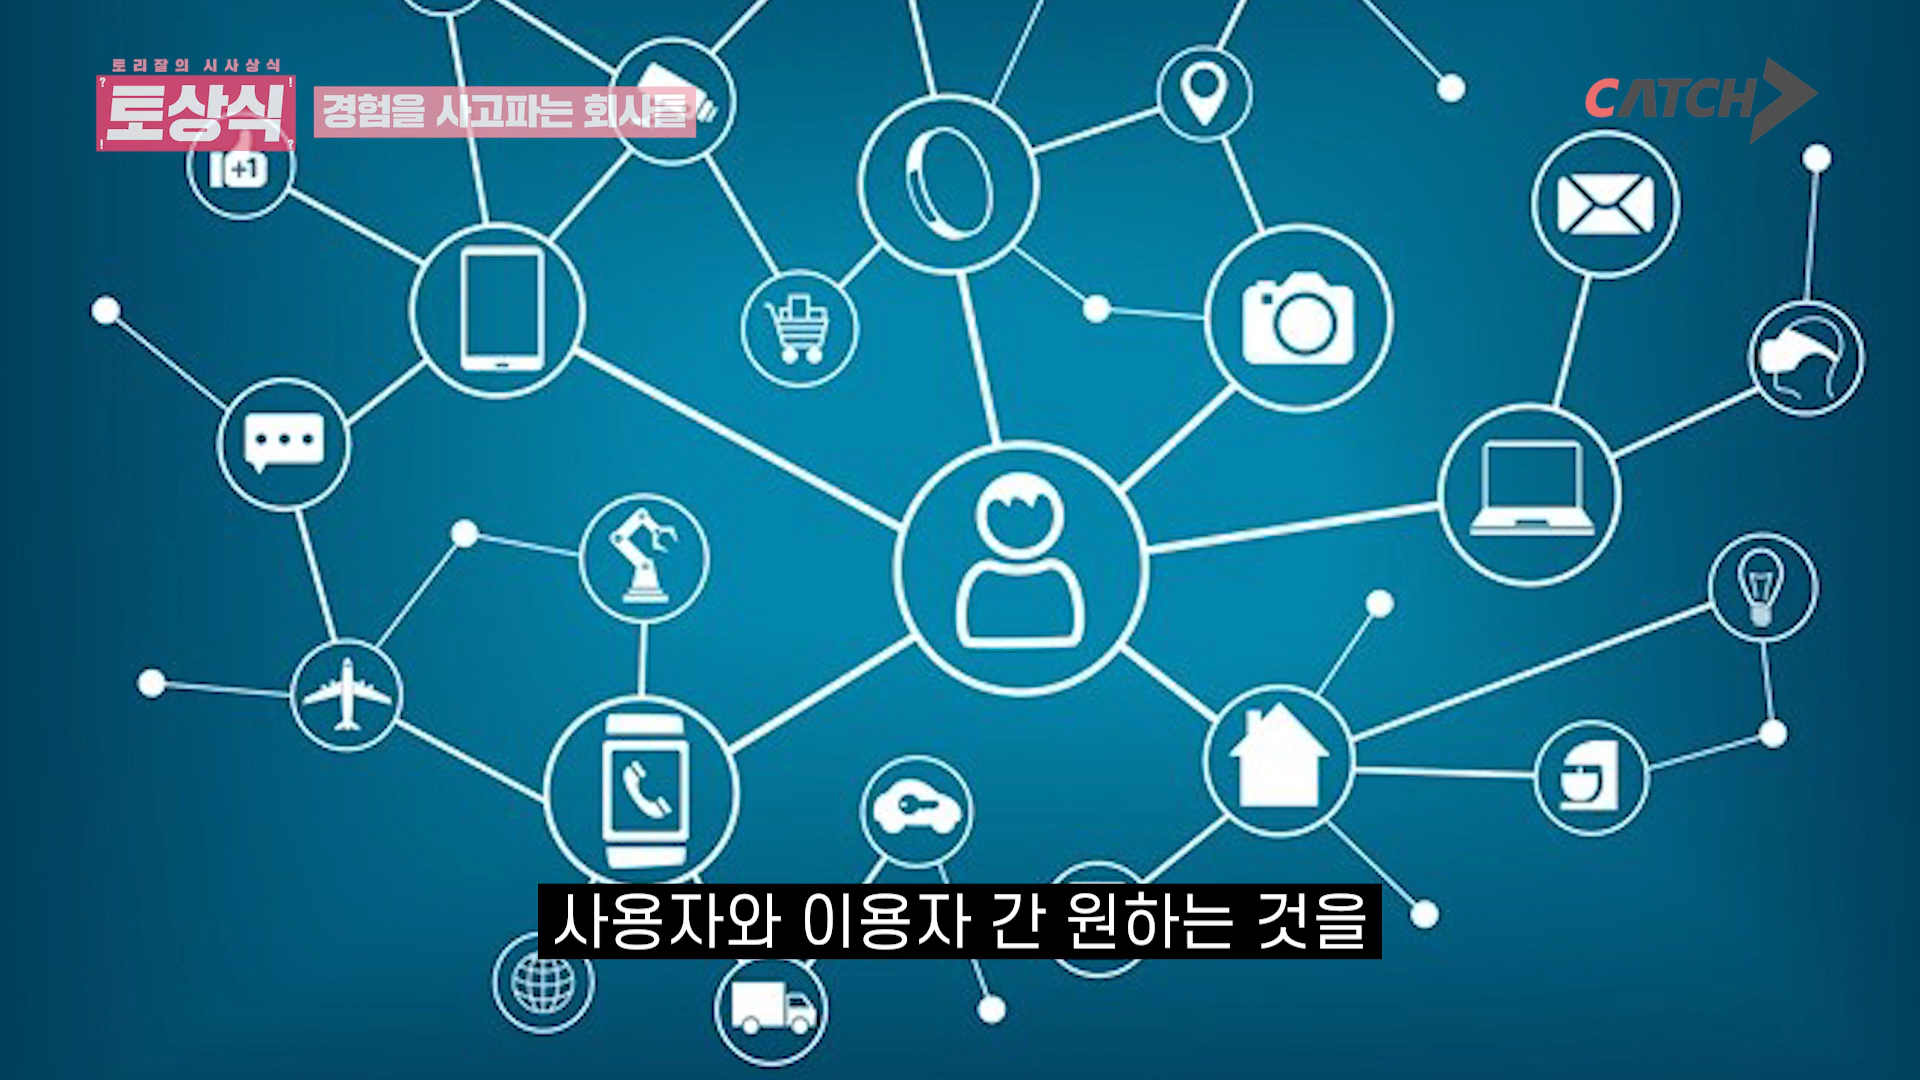 토리잘의 시사상식
토상식
경험을 사고파는 회사들
CATCH
+1
사용자와 이용자 간 원하는 것을